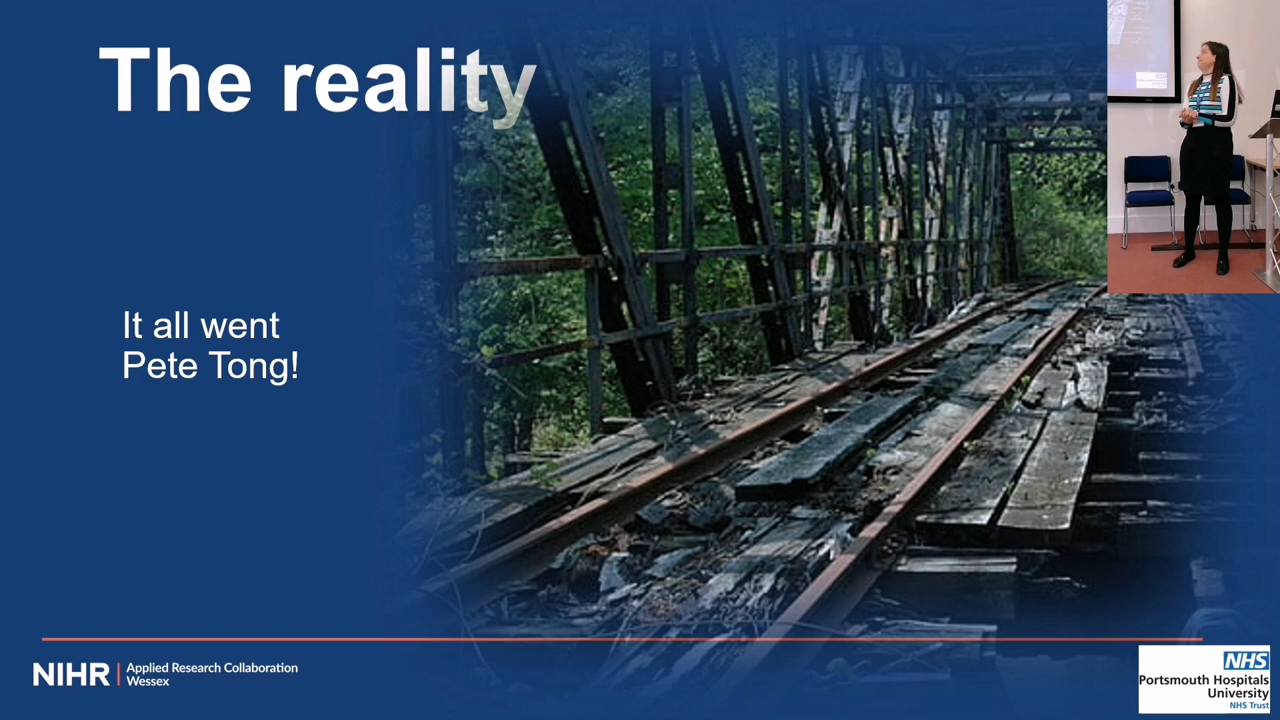 The reality
It all went
Pete Tong!
NIHR | Applied Research Collaboration
Wessex
NHS
Portsmouth Hospitals
University
NHS Trust